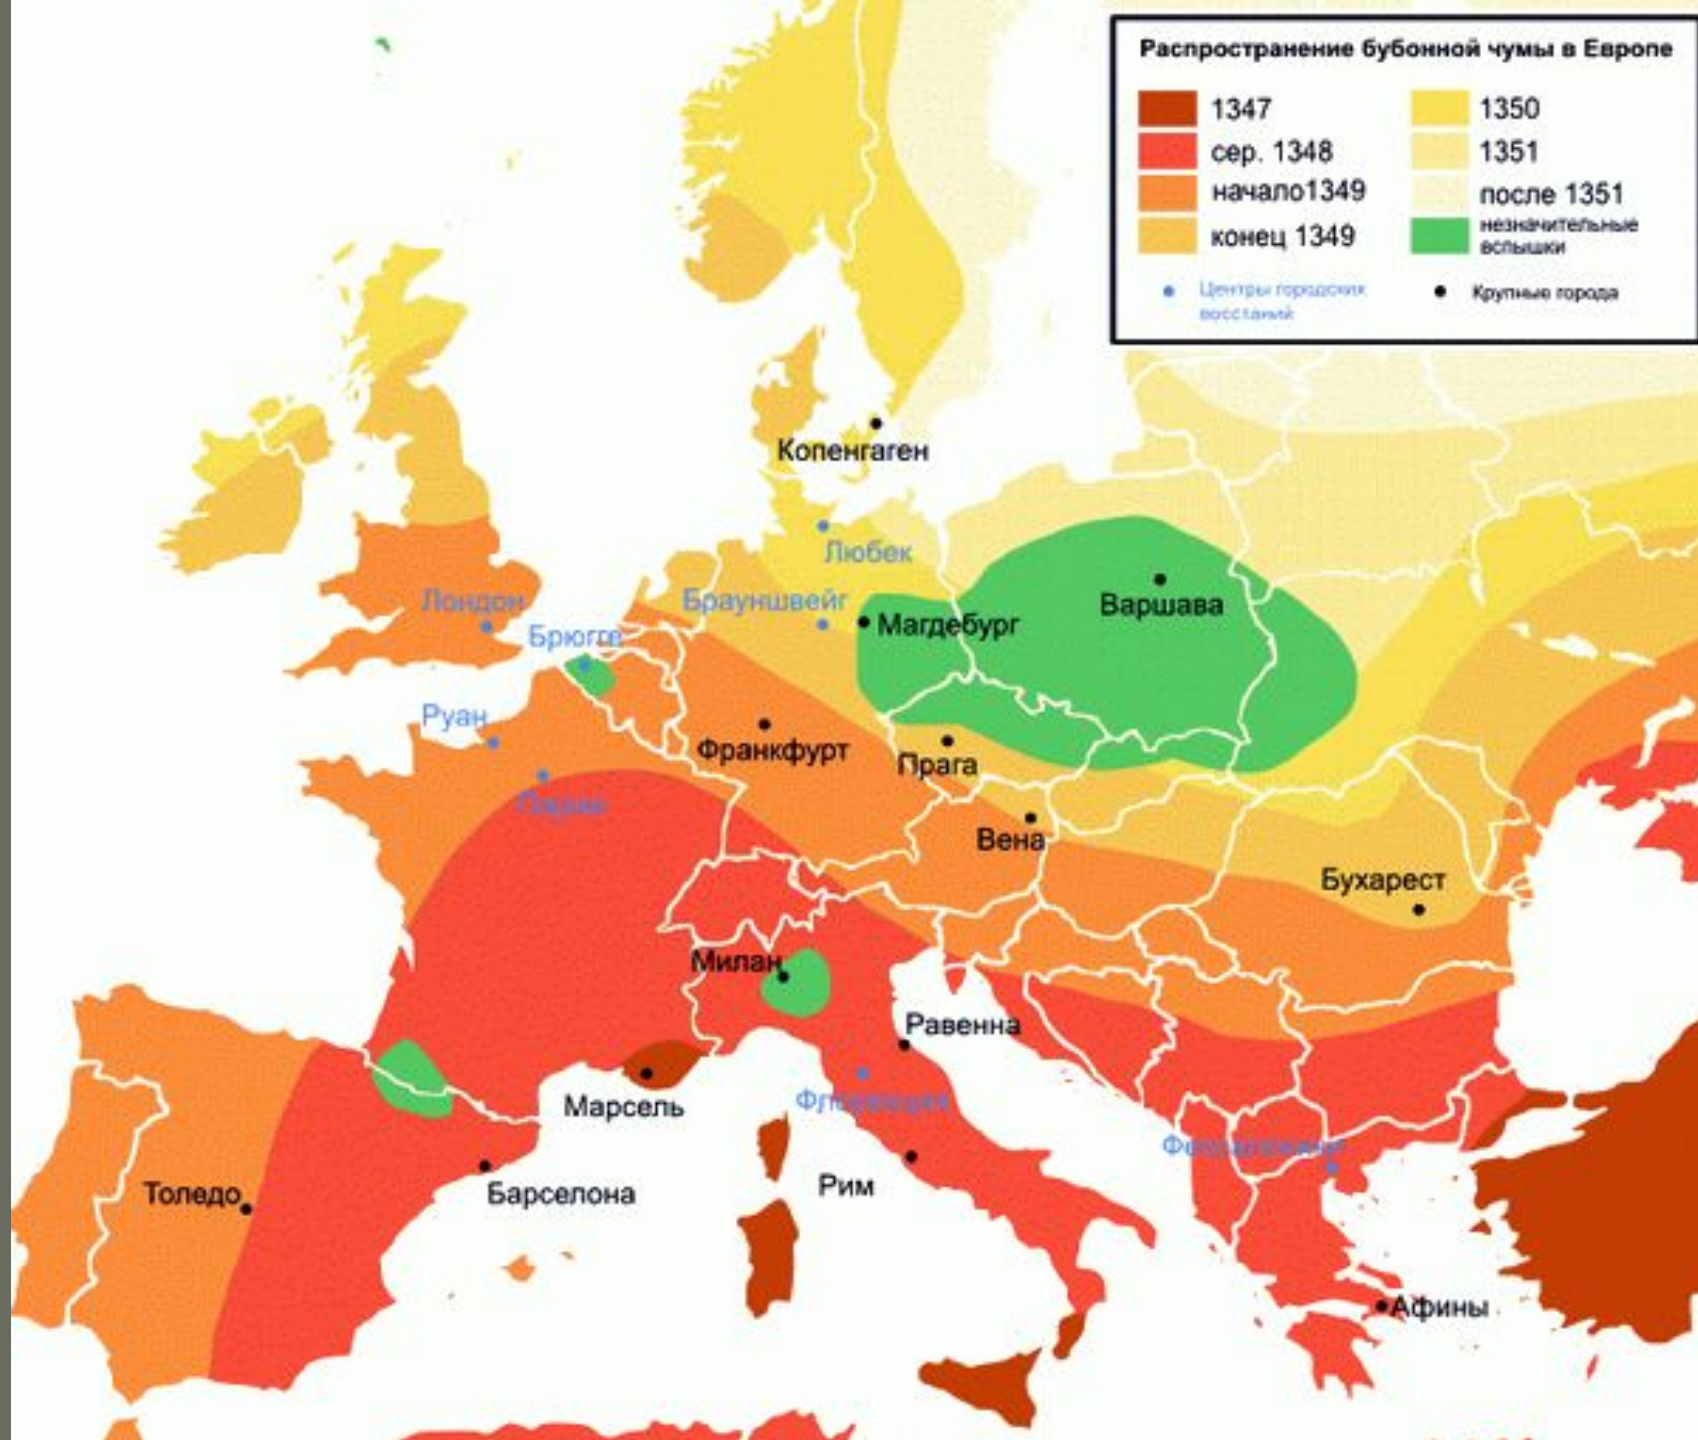 Распространение бубонной чумы в Европе
1347
1350
сер. 1348
1351
начало1349
после 1351
конец 1349
незначительные
вспышки
Центры городских
восстаний
Крупные города
Копенгаген
Любек
Лондон
Брауншвейг
Варшава
Магдебург
Брюгге
Руан
Франкфурт
Прага
Вена
Бухарест
Милан
Равенна
Марсель
Флоренция
Толедо
Барселона
Рим
Афины